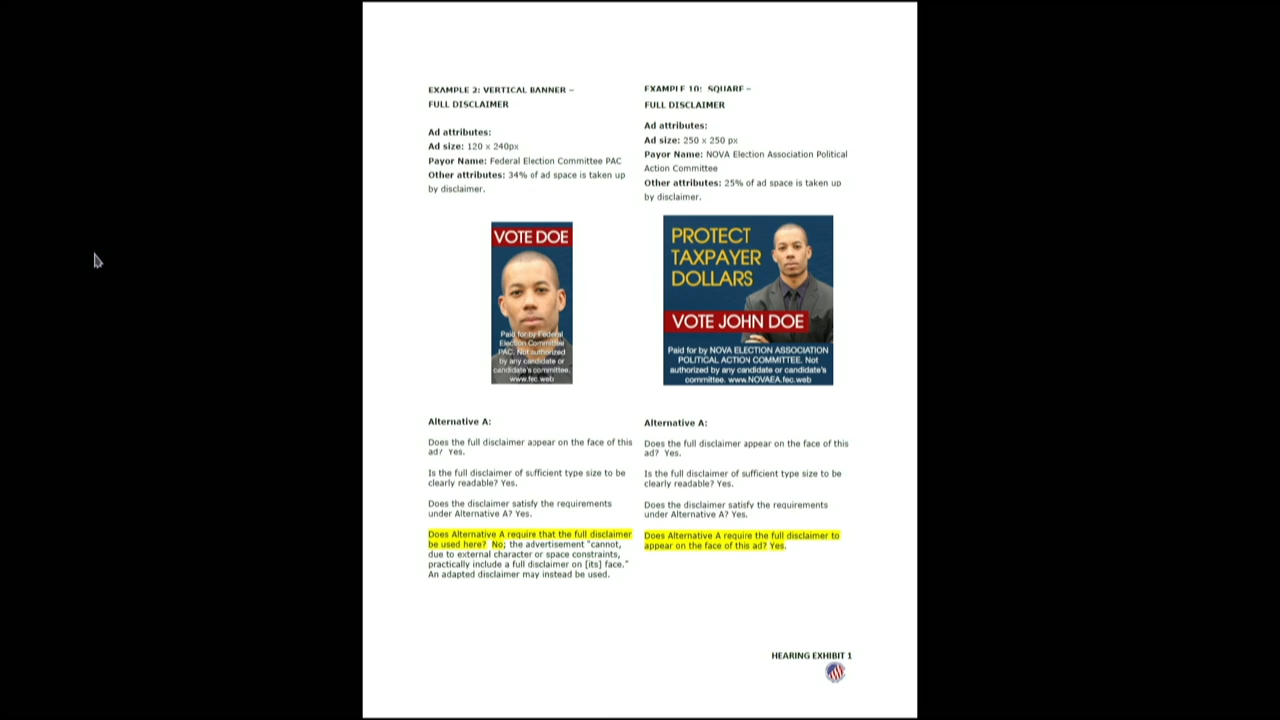 EXAMPLE 2: VERTICAL BANNER –
FULL DISCLAIMER
Ad attributes:
Ad size: 120 x 240px
Payor Name: Federal Election Committee PAC
Other attributes: 34% of ad space is taken up
by disclaimer.
VOTE DOE
Paid for by Federal
Election Committee
PAC. Not authorized
by any candidate or
candidate's committee.
www.fec.web
Alternative A:
Does the full disclaimer appear on the face of this
ad? Yes.
Is the full disclaimer of sufficient type size to be
clearly readable? Yes.
Does the disclaimer satisfy the requirements
under Alternative A? Yes.
Does Alternative A require that the full disclaimer
be used here? No; the advertisement "cannot,
due to external character or space constraints,
practically include a full disclaimer on [its] face."
An adapted disclaimer may instead be used.
EXAMPLE 10: SQUARE –
FULL DISCLAIMER
Ad attributes:
Ad size: 250 x 250 px
Payor Name: NOVA Election Association Political
Action Committee
Other attributes: 25% of ad space is taken up
by disclaimer.
PROTECT
TAXPAYER
DOLLARS
VOTE JOHN DOE
Paid for by NOVA ELECTION ASSOCIATION
POLITICAL ACTION COMMITTEE. Not
authorized by any candidate or candidate's
committee. www.NOVAEA.fec.web
Alternative A:
Does the full disclaimer appear on the face of this
ad? Yes.
Is the full disclaimer of sufficient type size to be
clearly readable? Yes.
Does the disclaimer satisfy the requirements
under Alternative A? Yes.
Does Alternative A require the full disclaimer to
appear on the face of this ad? Yes.
HEARING EXHIBIT 1